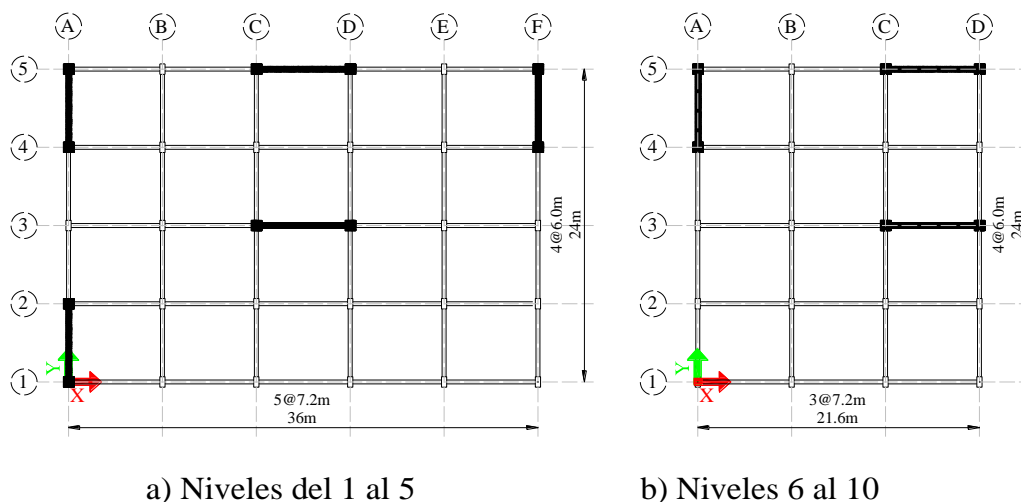 A B C D E F
5
4
3
2
1
Y
X
4@6.0m
24m
5@7.2m
36m
a) Niveles del 1 al 5
A B C D
5
4
3
2
1
Y
X
4@6.0m
24m
3@7.2m
21.6m
b) Niveles 6 al 10